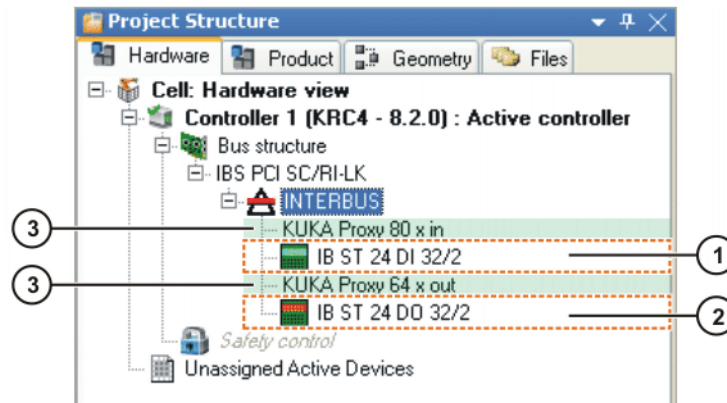 Project Structure
Hardware Product Geometry Files
Cell: Hardware view
Controller 1 (KRC4 - 8.2.0) : Active controller
Bus structure
IBS PCI SC/RI-LK
INTERBUS
3 KUKA Proxy 80 x in
IB ST 24 DI 32/2 1
3 KUKA Proxy 64 x out
IB ST 24 DO 32/2 2
Safety control
Unassigned Active Devices